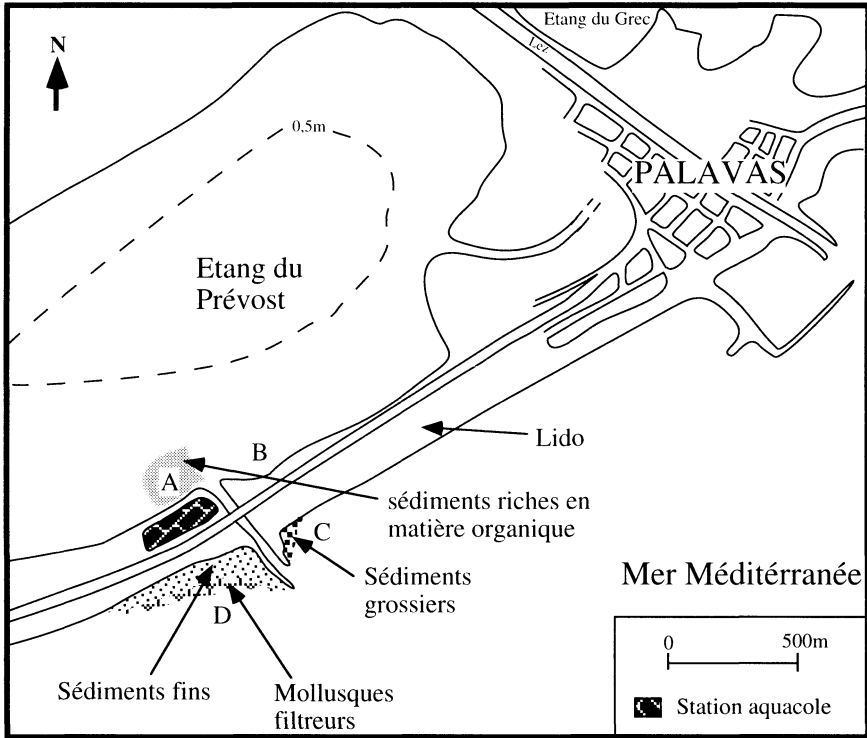 Etang du Grec
Lez
N
0,5m
PALAVAS
Etang du
Prévost
B
Lido
A
sédiments riches en
matière organique
C
Sédiments
grossiers
Mer Méditérranée
D
0
500m
Sédiments fins
Mollusques
filtreurs
Station aquacole